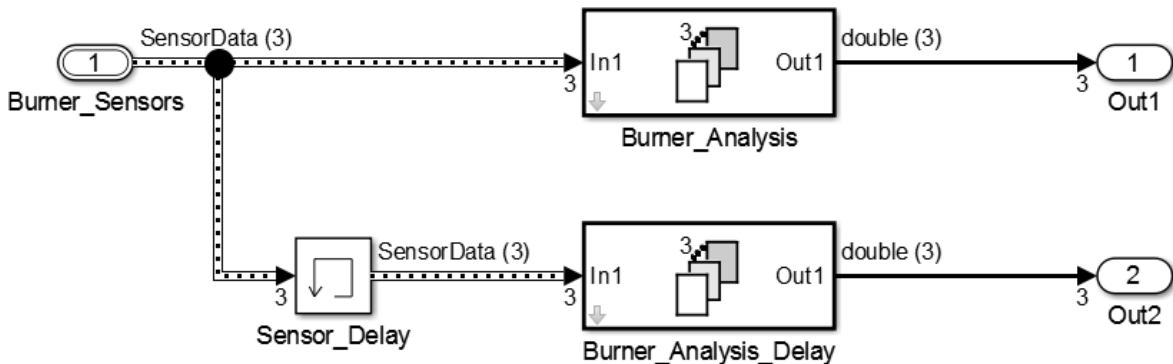 SensorData (3)
1
Burner_Sensors
3
In1
3
Out1
Burner_Analysis
double (3)
3
1
Out1
3
Sensor_Delay
SensorData (3)
3
In1
3
Out1
Burner_Analysis_Delay
double (3)
3
2
Out2